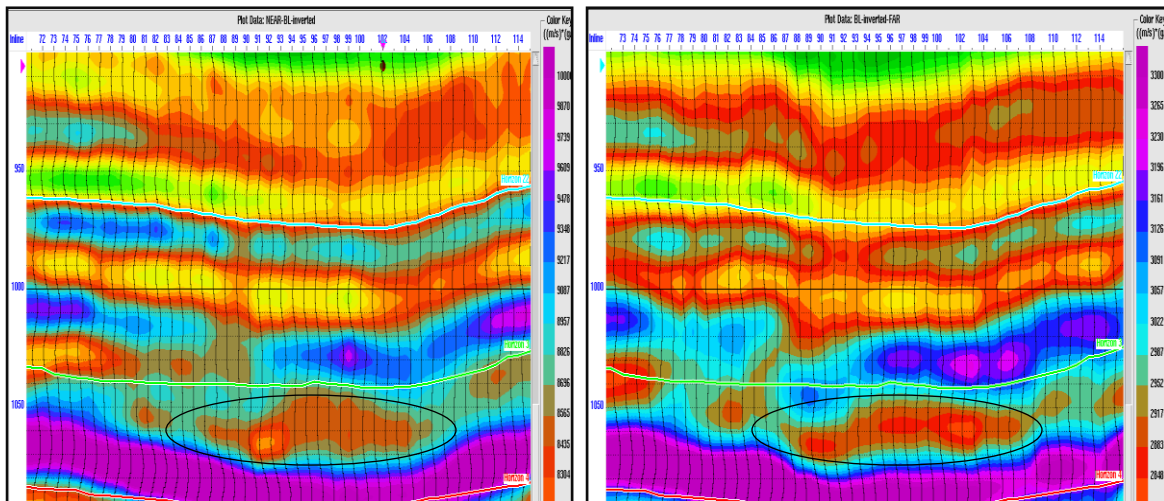 Plot Data: NEAR-BL-inverted
Color Key
Inline 72 73 74 75 76 77 78 79 80 81 82 83 84 85 86 87 89 90 91 92 93 94 95 96 97 98 99 100 102 104 106 108 110 112 114
((m/s)*(g/
10000
9870
9739
9609
950
Horizon 22
9478
9348
9217
1000
9087
8957
Horizon 3
8826
8696
1050
8565
8435
Horizon 4
8304
Plot Data: BL-inverted-FAR
Color Key
Inline 73 74 75 76 77 78 79 80 81 82 83 84 85 86 87 88 89 90 91 92 93 94 95 96 97 98 99 100 102 104 106 108 110 112 114
((m/s)*(g/
3300
3265
3230
3196
950
Horizon 22
3161
3126
3091
1000
3057
3022
Horizon 3
2987
2952
1050
2917
2883
Horizon 4
2848